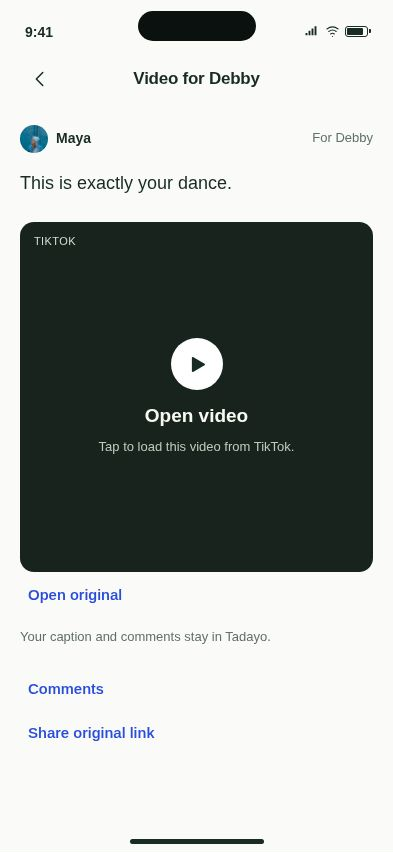 9:41
Video for Debby
Maya
For Debby
This is exactly your dance.
TIKTOK
Open video
Tap to load this video from TikTok.
Open original
Your caption and comments stay in Tadayo.
Comments
Share original link